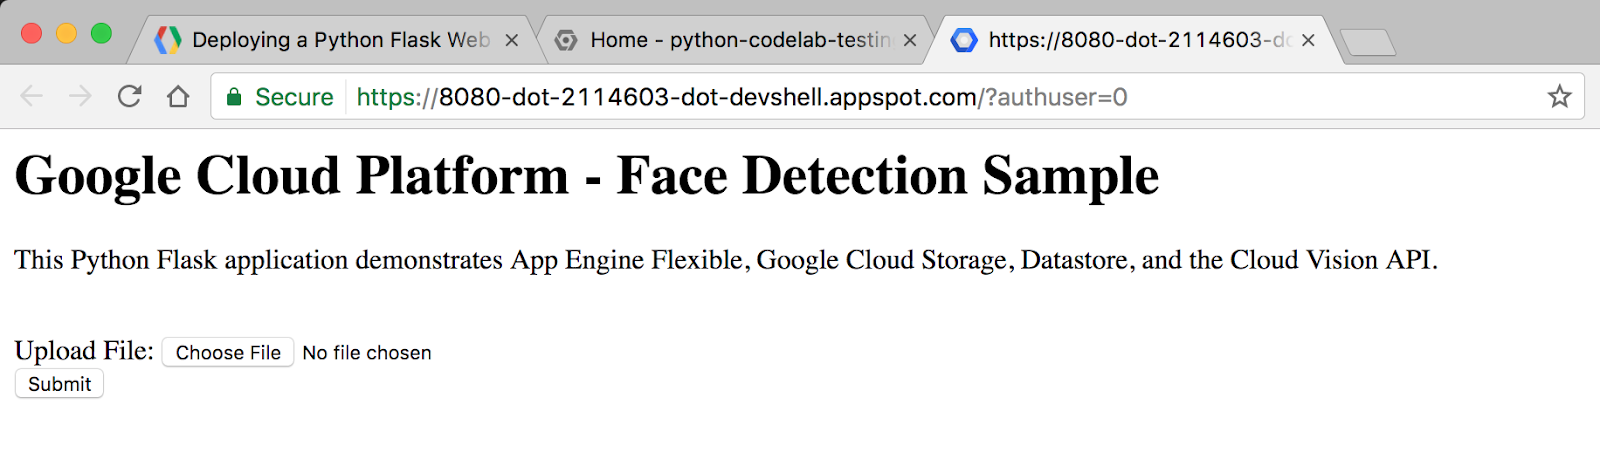 Deploying a Python Flask Web
Home - python-codelab-testin
https://8080-dot-2114603-do
Secure https://8080-dot-2114603-dot-devshell.appspot.com/?authuser=0
Google Cloud Platform - Face Detection Sample
This Python Flask application demonstrates App Engine Flexible, Google Cloud Storage, Datastore, and the Cloud Vision API.
Upload File: Choose File No file chosen
Submit